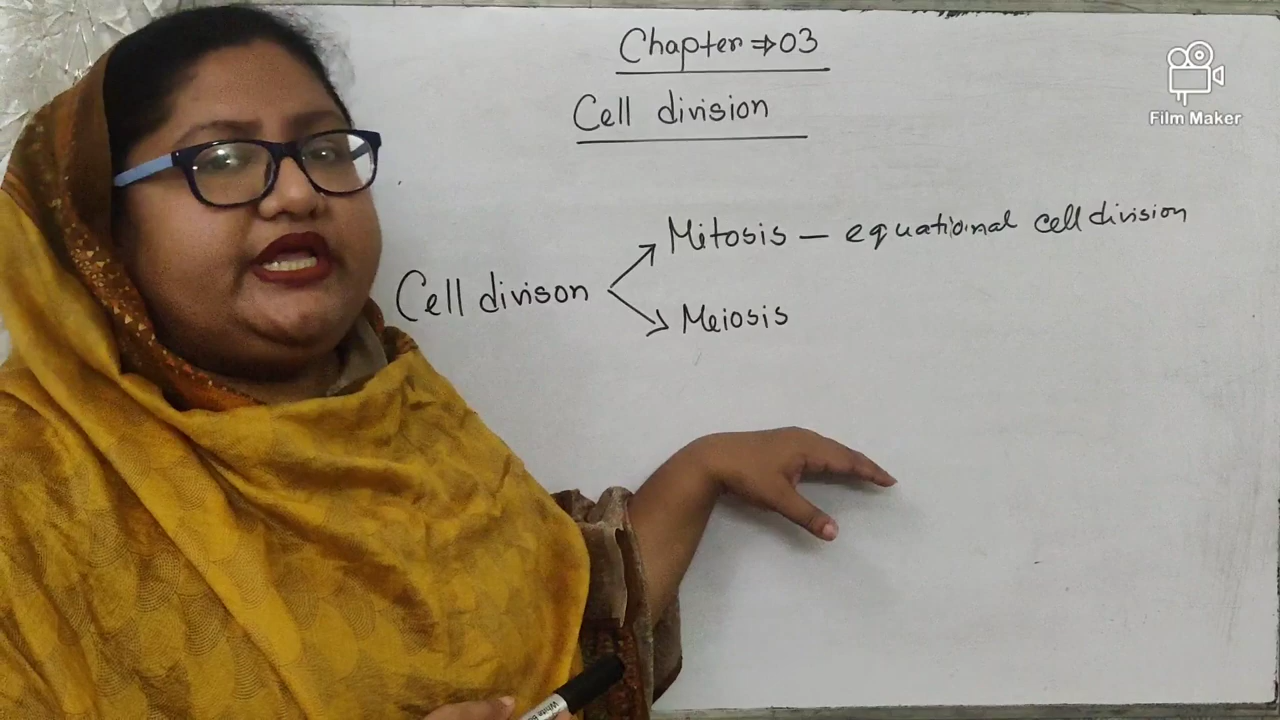 Chapter ⇒ 03
Cell division
Film Maker
Mitosis — equational cell division
Cell divison
Meiosis